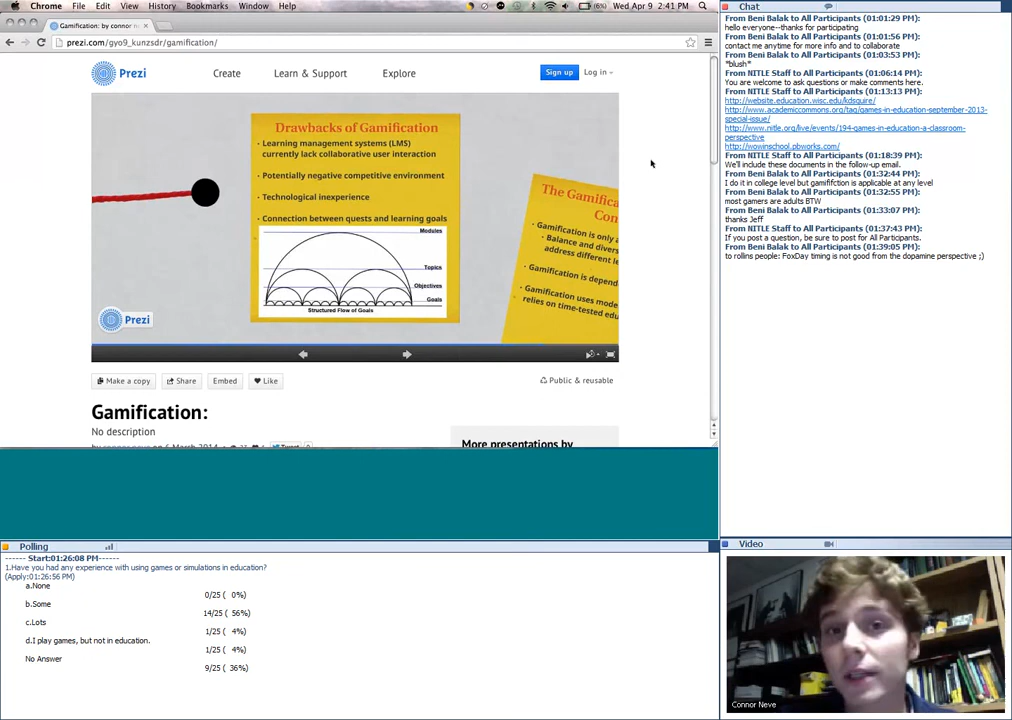 Chrome File Edit View History Bookmarks Window Help
(6%) Wed Apr 9 2:41 PM
Gamification: by connor neve
prezi.com/gyo9_kunzsdr/gamification/
Prezi Create Learn & Support Explore Sign up Log in
Drawbacks of Gamification
· Learning management systems (LMS)
currently lack collaborative user interaction
· Potentially negative competitive environment
· Technological inexperience
· Connection between quests and learning goals
Modules
Topics
Objectives
Goals
Structured Flow of Goals
The Gamifica
Con
· Gamification is only a
· Balance and divers
address different le
· Gamification is depend
· Gamification uses mode
relies on time-tested edu
Prezi
Make a copy Share Embed Like Public & reusable
Gamification:
No description
by connor neve on 6 March 2014 Tweet 0
More presentations by
Chat
From Beni Balak to All Participants (01:01:29 PM):
hello everyone--thanks for participating
From Beni Balak to All Participants (01:01:56 PM):
contact me anytime for more info and to collaborate
From Beni Balak to All Participants (01:03:53 PM):
*blush*
From NITLE Staff to All Participants (01:06:14 PM):
You are welcome to ask questions or make comments here.
From NITLE Staff to All Participants (01:13:13 PM):
http://website.education.wisc.edu/kdsquire/
http://www.academiccommons.org/tag/games-in-education-september-2013-
special-issue/
http://www.nitle.org/live/events/194-games-in-education-a-classroom-
perspective
http://wowinschool.pbworks.com/
From NITLE Staff to All Participants (01:18:39 PM):
We'll include these documents in the follow-up email.
From Beni Balak to All Participants (01:32:44 PM):
I do it in college level but gamififction is applicable at any level
From Beni Balak to All Participants (01:32:55 PM):
most gamers are adults BTW
From Beni Balak to All Participants (01:33:07 PM):
thanks Jeff
From NITLE Staff to All Participants (01:37:43 PM):
If you post a question, be sure to post for All Participants.
From Beni Balak to All Participants (01:39:05 PM):
to rollins people: FoxDay timing is not good from the dopamine perspective ;)
Polling
------ Start:01:26:08 PM------
1.Have you had any experience with using games or simulations in education?
(Apply:01:26:56 PM)
a.None
0/25 ( 0%)
b.Some
14/25 ( 56%)
c.Lots
1/25 ( 4%)
d.I play games, but not in education.
1/25 ( 4%)
No Answer
9/25 ( 36%)
Video
Connor Neve